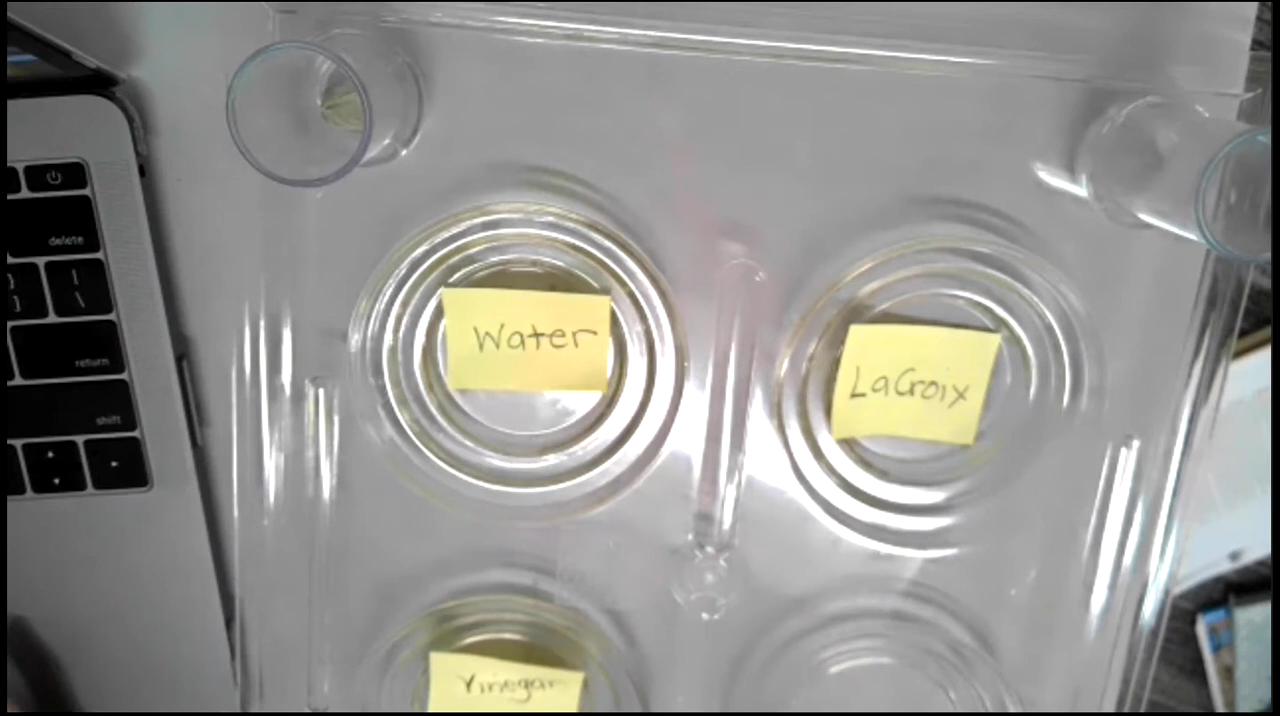 Water
LaCroix
Vinegar
delete
}
]
|
\
return
shift